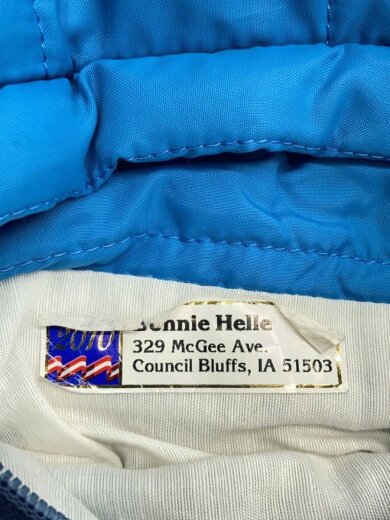 2010
Helle
329 McGee Ave.
Council Bluffs, IA 51503